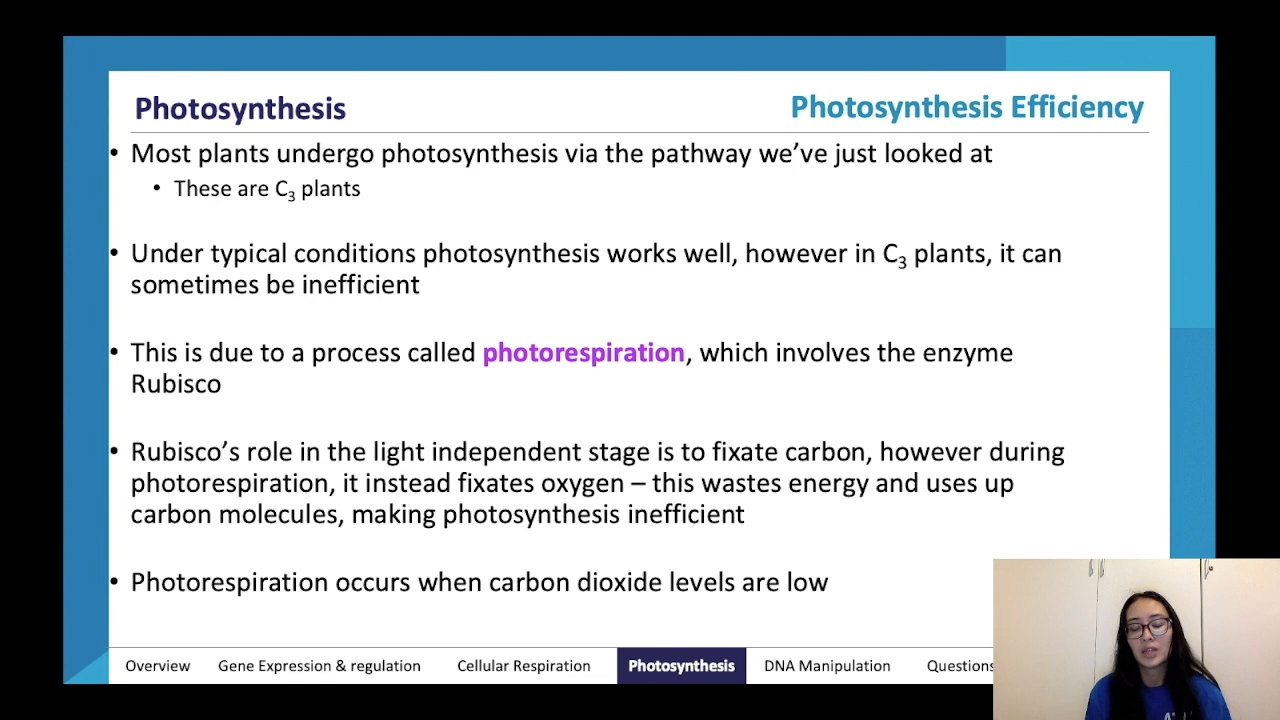 Photosynthesis
Photosynthesis Efficiency
• Most plants undergo photosynthesis via the pathway we’ve just looked at
• These are C₃ plants
• Under typical conditions photosynthesis works well, however in C₃ plants, it can
sometimes be inefficient
• This is due to a process called photorespiration, which involves the enzyme
Rubisco
• Rubisco’s role in the light independent stage is to fixate carbon, however during
photorespiration, it instead fixates oxygen – this wastes energy and uses up
carbon molecules, making photosynthesis inefficient
• Photorespiration occurs when carbon dioxide levels are low
Overview Gene Expression & regulation Cellular Respiration Photosynthesis DNA Manipulation Questions